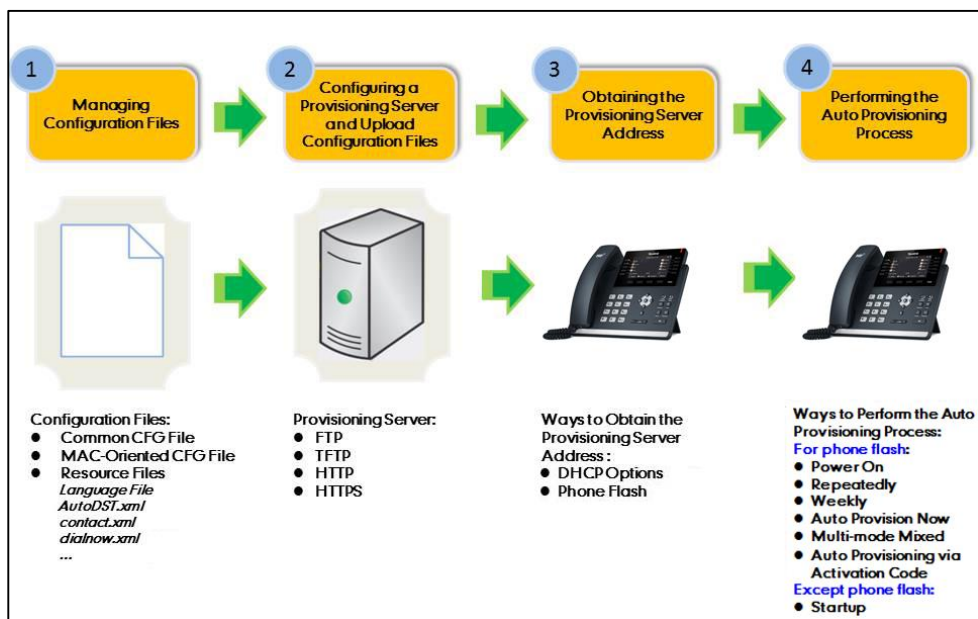 1
Managing
Configuration Files
2
Configuring a
Provisioning Server
and Upload
Configuration Files
3
Obtaining the
Provisioning Server
Address
4
Performing the
Auto Provisioning
Process
Configuration Files:
● Common CFG File
● MAC-Oriented CFG File
● Resource Files
Language File
AutoDST.xml
contact.xml
dialnow.xml
...
Provisioning Server:
● FTP
● TFTP
● HTTP
● HTTPS
Ways to Obtain the
Provisioning Server
Address :
● DHCP Options
● Phone Flash
Ways to Perform the Auto
Provisioning Process:
For phone flash:
● Power On
● Repeatedly
● Weekly
● Auto Provision Now
● Multi-mode Mixed
● Auto Provisioning via
Activation Code
Except phone flash:
● Startup